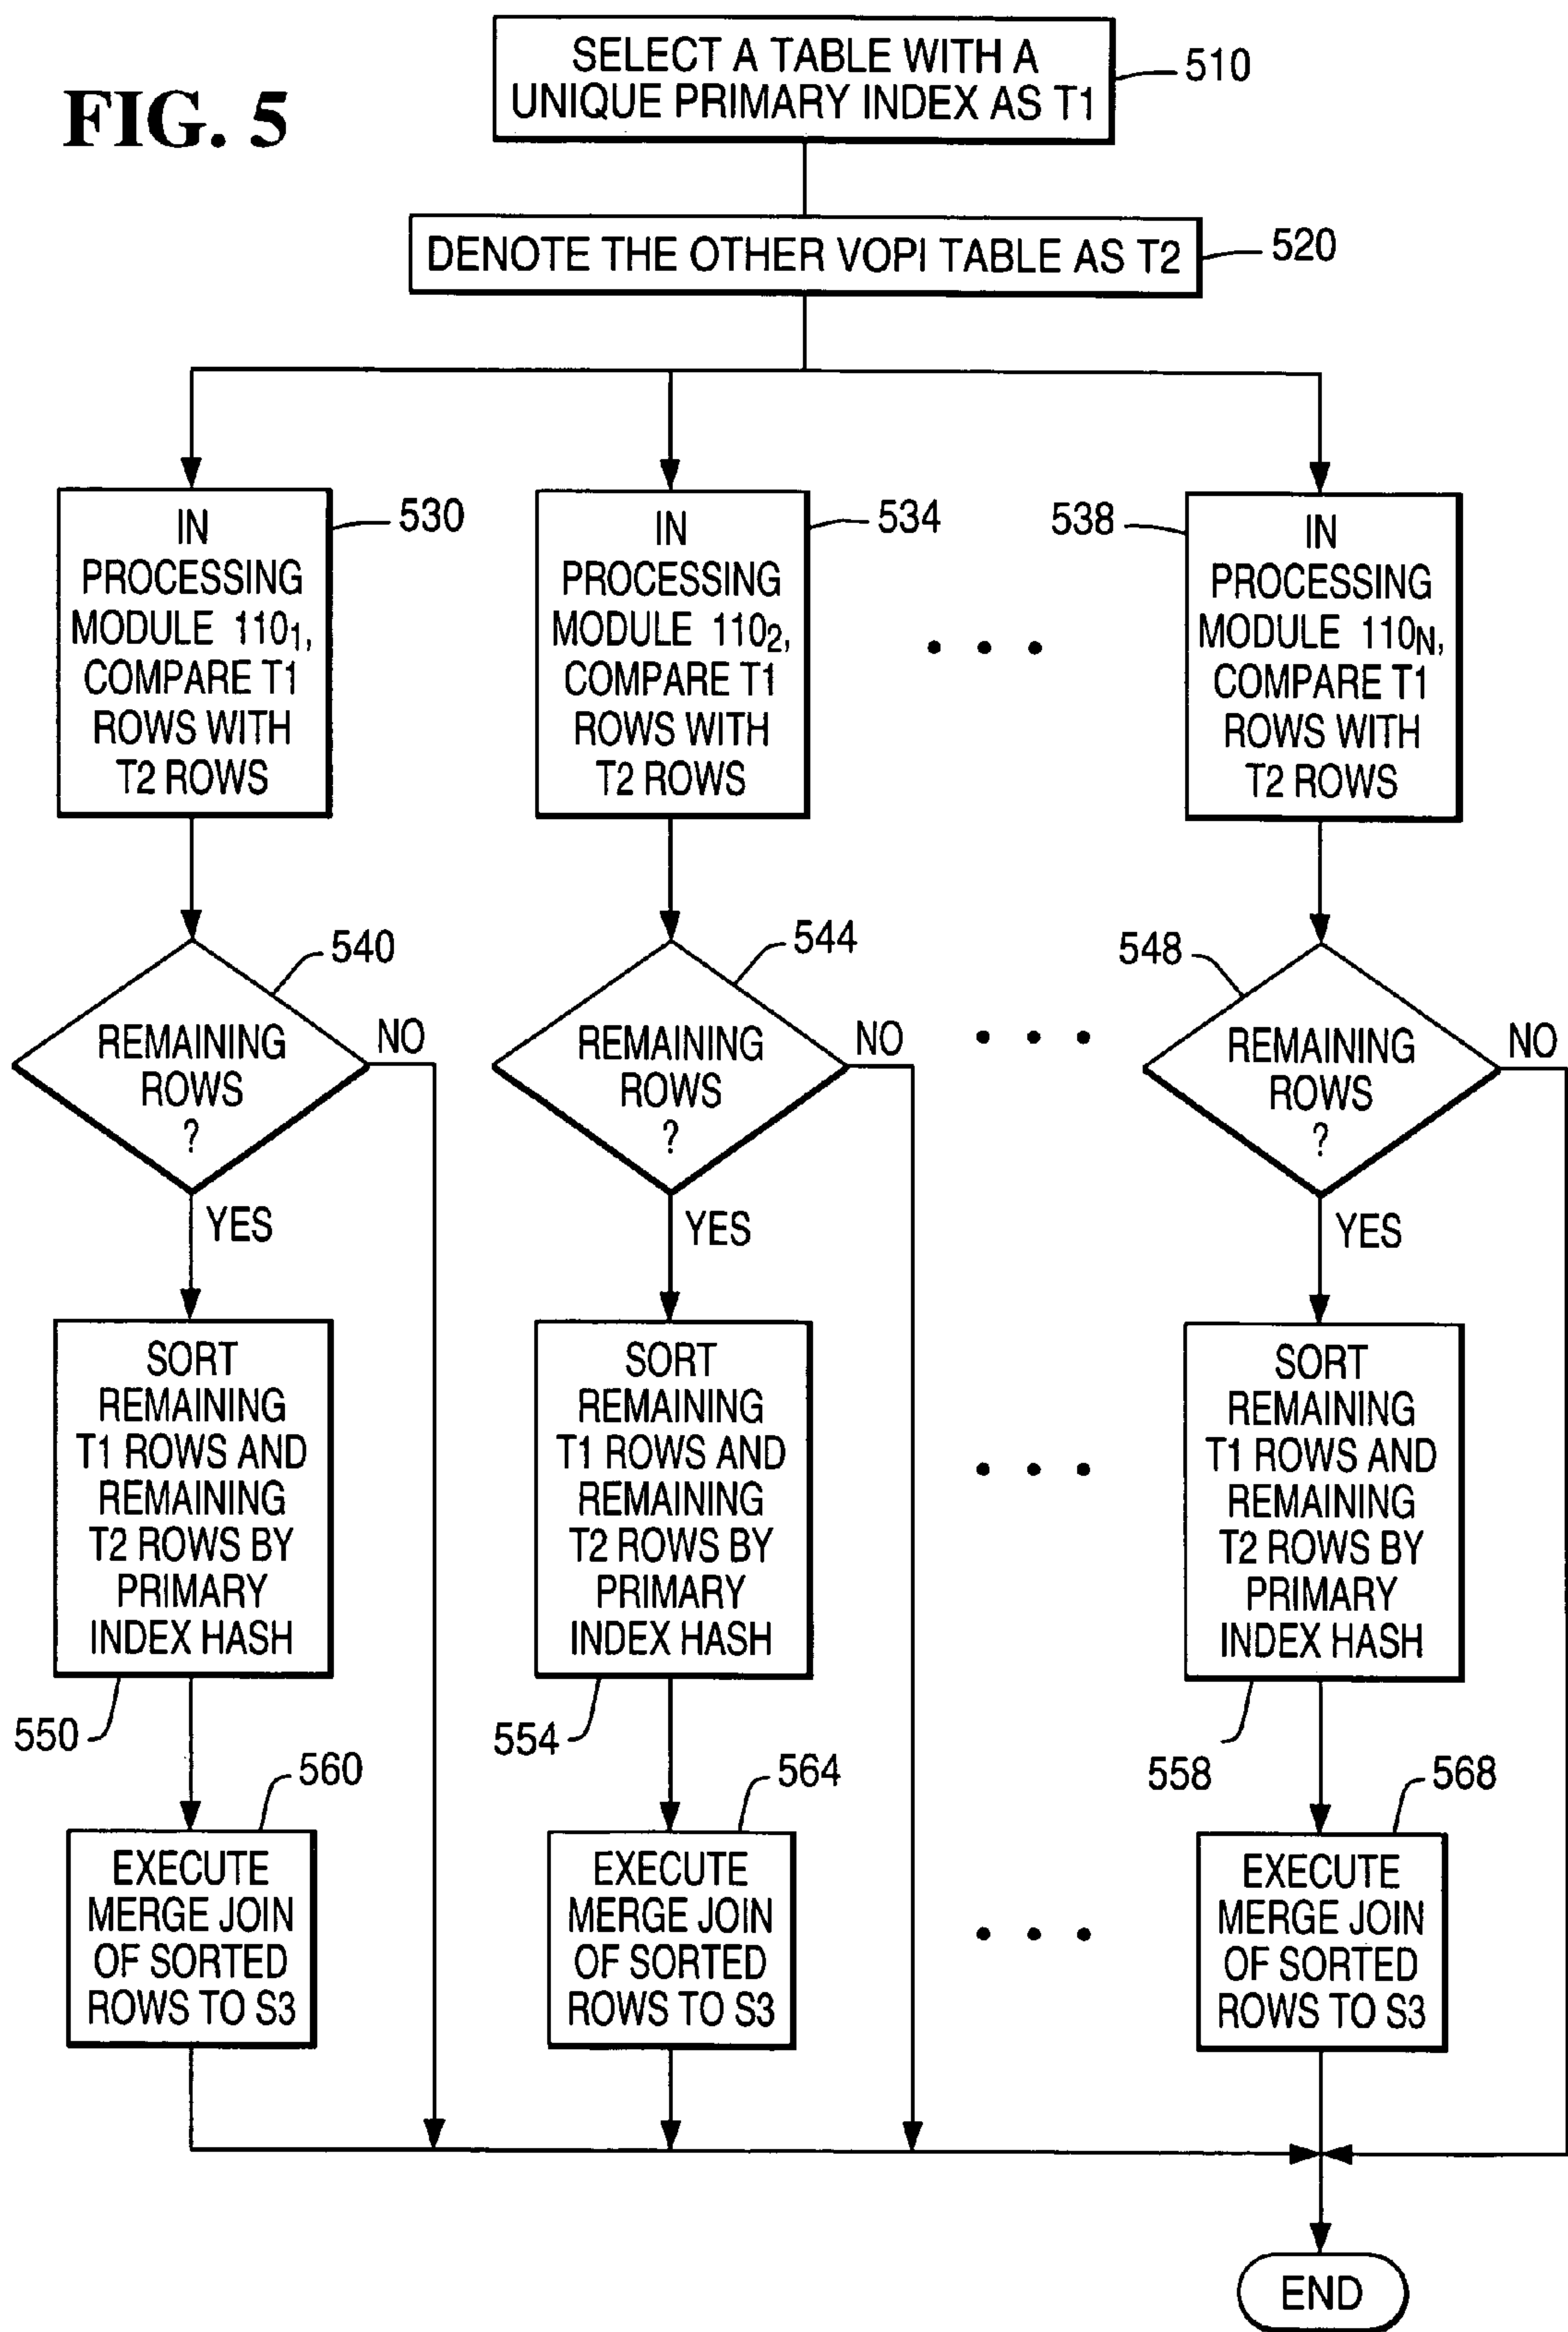 FIG. 5
SELECT A TABLE WITH A
UNIQUE PRIMARY INDEX AS T1
510
DENOTE THE OTHER VOPI TABLE AS T2
520
IN
PROCESSING
MODULE 110₁,
COMPARE T1
ROWS WITH
T2 ROWS
530
IN
PROCESSING
MODULE 110₂,
COMPARE T1
ROWS WITH
T2 ROWS
534
• • •
538
IN
PROCESSING
MODULE 110N,
COMPARE T1
ROWS WITH
T2 ROWS
540
REMAINING
ROWS
?
NO
YES
544
REMAINING
ROWS
?
NO
YES
• • •
548
REMAINING
ROWS
?
NO
YES
SORT
REMAINING
T1 ROWS AND
REMAINING
T2 ROWS BY
PRIMARY
INDEX HASH
550
SORT
REMAINING
T1 ROWS AND
REMAINING
T2 ROWS BY
PRIMARY
INDEX HASH
554
• • •
SORT
REMAINING
T1 ROWS AND
REMAINING
T2 ROWS BY
PRIMARY
INDEX HASH
558
560
EXECUTE
MERGE JOIN
OF SORTED
ROWS TO S3
564
EXECUTE
MERGE JOIN
OF SORTED
ROWS TO S3
• • •
568
EXECUTE
MERGE JOIN
OF SORTED
ROWS TO S3
END